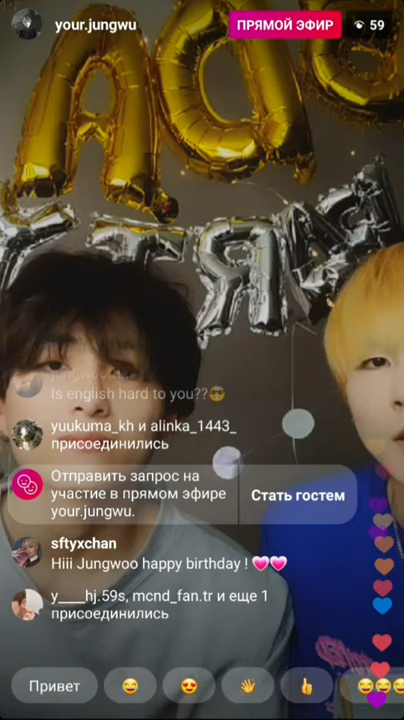 your.jungwu
ПРЯМОЙ ЭФИР
59
Is english hard to you??🤓
yuukuma_kh и alinka_1443_
присоединились
Отправить запрос на
участие в прямом эфире
your.jungwu.
Стать гостем
sftyxchan
Hiii Jungwoo happy birthday ! 💗💗
y____hj.59s, mcnd_fan.tr и еще 1
присоединились
Привет